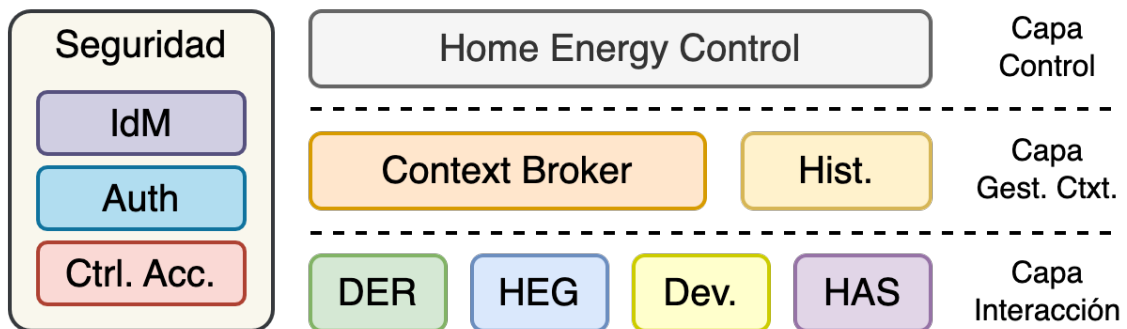 Seguridad
IdM
Auth
Ctrl. Acc.
Home Energy Control
Capa
Control
Context Broker
Hist.
Capa
Gest. Ctxt.
DER
HEG
Dev.
HAS
Capa
Interacción